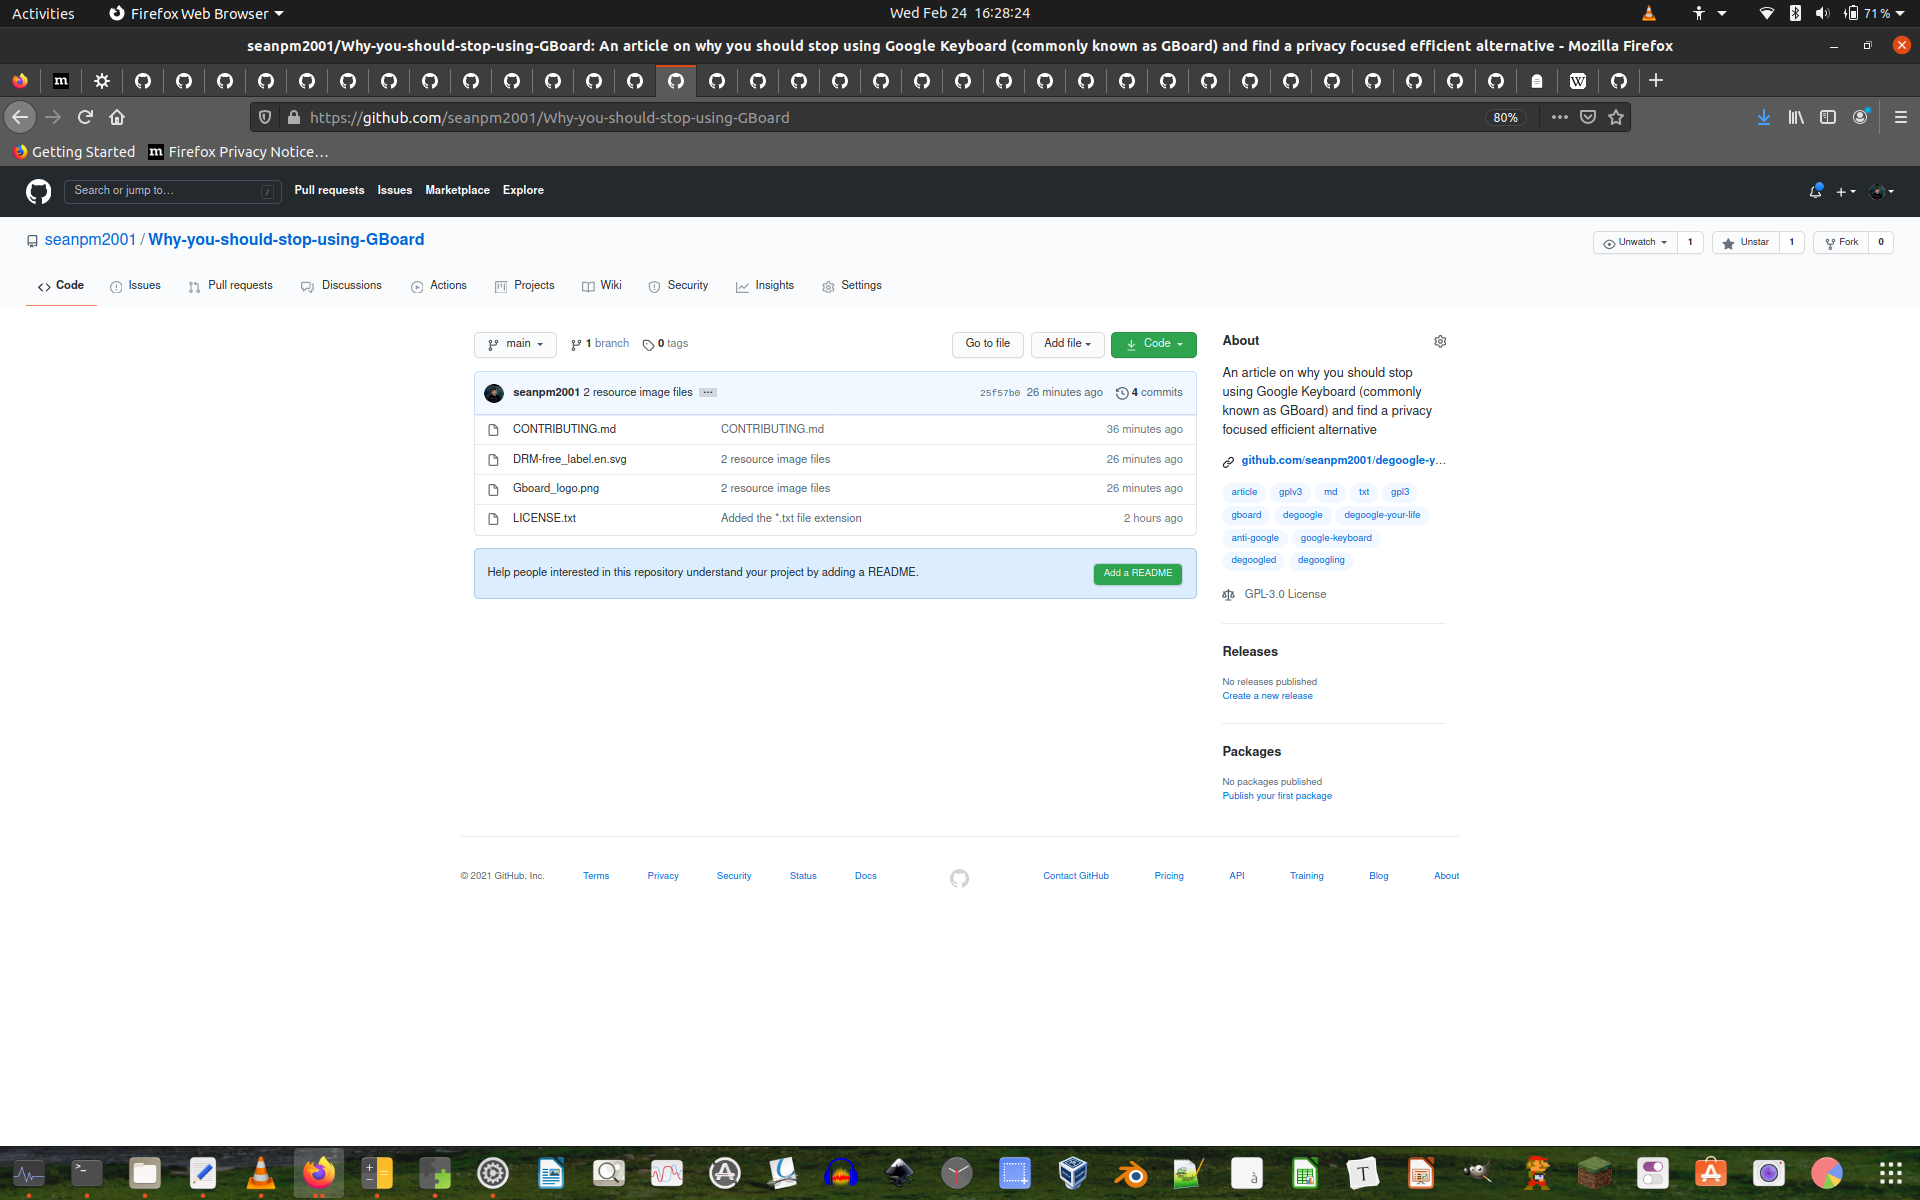 Activities Firefox Web Browser Wed Feb 24 16:28:24 71 %
seanpm2001/Why-you-should-stop-using-GBoard: An article on why you should stop using Google Keyboard (commonly known as GBoard) and find a privacy focused efficient alternative - Mozilla Firefox
https://github.com/seanpm2001/Why-you-should-stop-using-GBoard 80%
Getting Started Firefox Privacy Notice…
Search or jump to… / Pull requests Issues Marketplace Explore
seanpm2001 / Why-you-should-stop-using-GBoard Unwatch 1 Unstar 1 Fork 0
Code Issues Pull requests Discussions Actions Projects Wiki Security Insights Settings
main 1 branch 0 tags Go to file Add file Code
seanpm2001 2 resource image files 25f57b0 26 minutes ago 4 commits
CONTRIBUTING.md CONTRIBUTING.md 36 minutes ago
DRM-free_label.en.svg 2 resource image files 26 minutes ago
Gboard_logo.png 2 resource image files 26 minutes ago
LICENSE.txt Added the *.txt file extension 2 hours ago
Help people interested in this repository understand your project by adding a README. Add a README
About
An article on why you should stop
using Google Keyboard (commonly
known as GBoard) and find a privacy
focused efficient alternative
github.com/seanpm2001/degoogle-y…
article gplv3 md txt gpl3
gboard degoogle degoogle-your-life
anti-google google-keyboard
degoogled degoogling
GPL-3.0 License
Releases
No releases published
Create a new release
Packages
No packages published
Publish your first package
© 2021 GitHub, Inc. Terms Privacy Security Status Docs Contact GitHub Pricing API Training Blog About